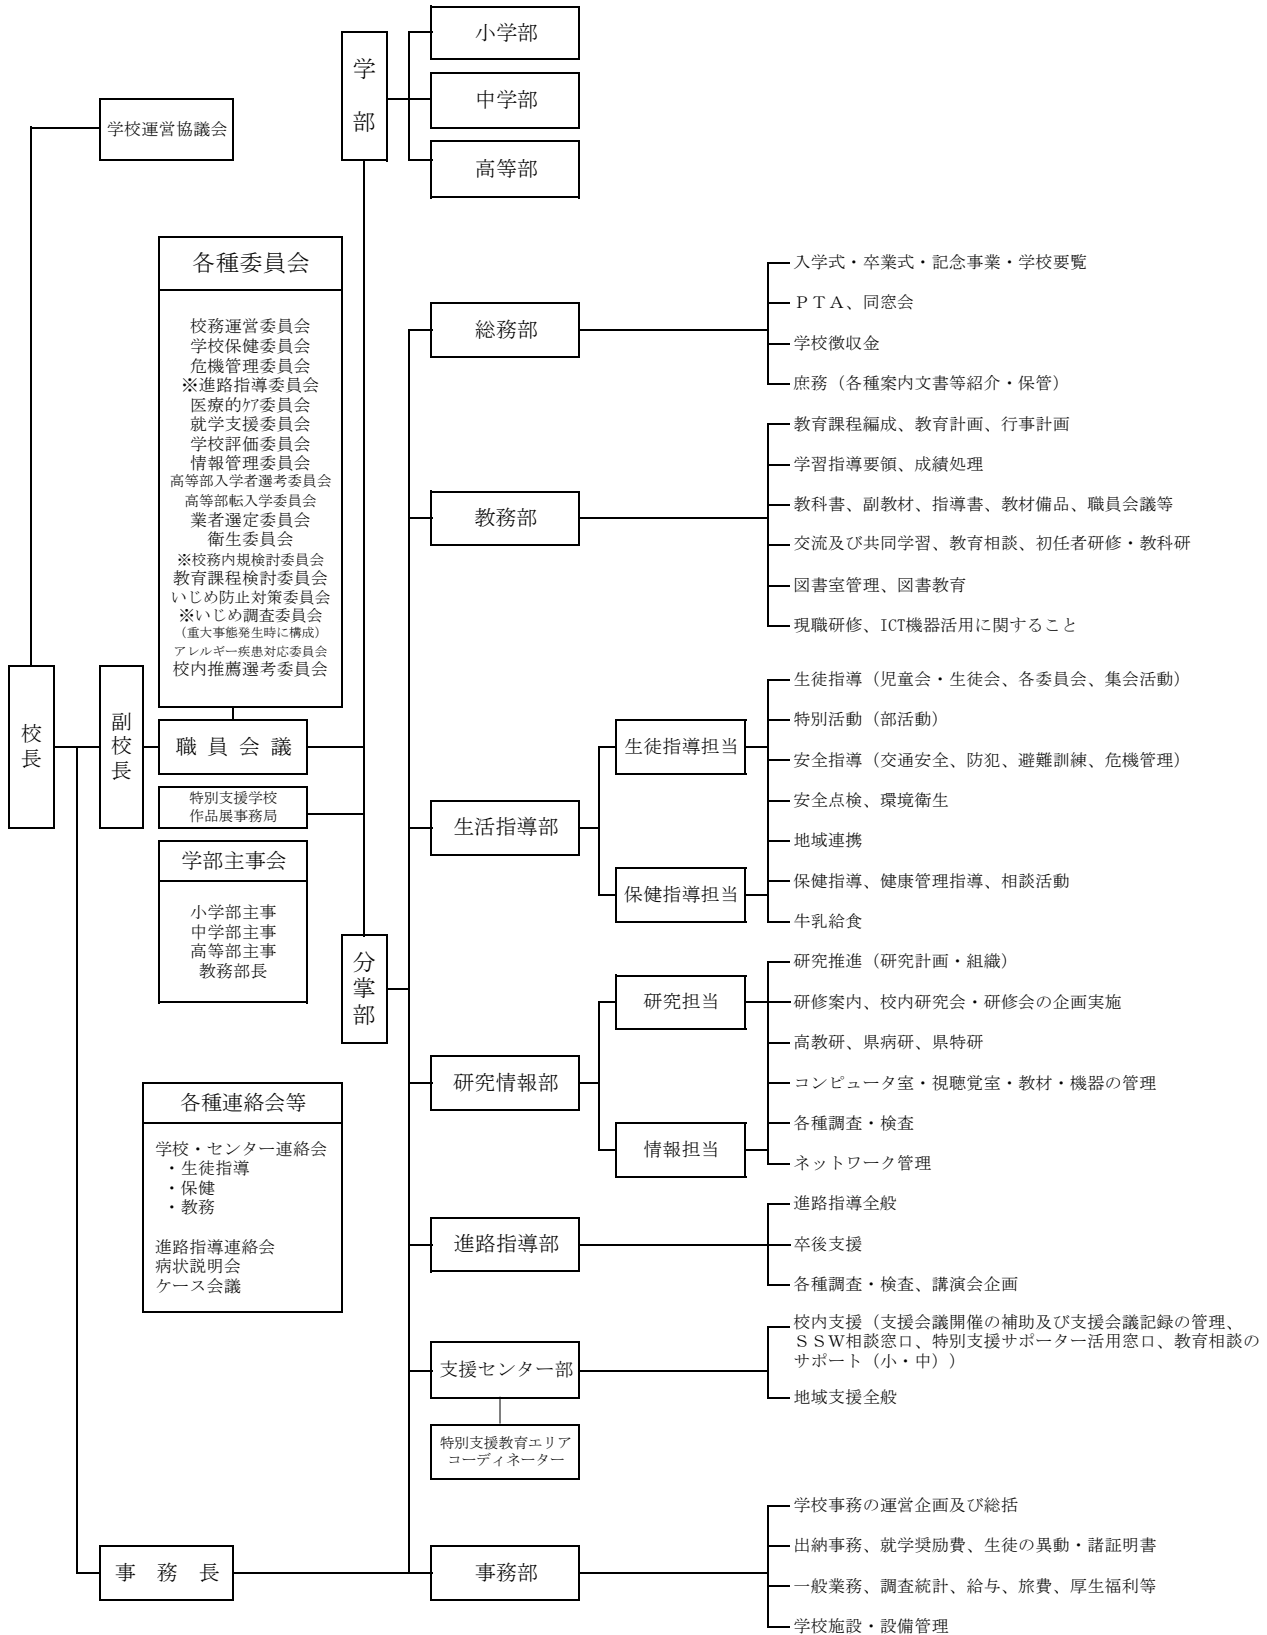 学部
小学部
中学部
高等部
学校運営協議会
各種委員会
校務運営委員会
学校保健委員会
危機管理委員会
※進路指導委員会
医療的ｹｱ委員会
就学支援委員会
学校評価委員会
情報管理委員会
高等部入学者選考委員会
高等部転入学委員会
業者選定委員会
衛生委員会
※校務内規検討委員会
教育課程検討委員会
いじめ防止対策委員会
※いじめ調査委員会
（重大事態発生時に構成）
アレルギー疾患対応委員会
校内推薦選考委員会
校長
副校長
職員会議
特別支援学校
作品展事務局
学部主事会
小学部主事
中学部主事
高等部主事
教務部長
分掌部
各種連絡会等
学校・センター連絡会
・生徒指導
・保健
・教務
進路指導連絡会
病状説明会
ケース会議
事務長
総務部
入学式・卒業式・記念事業・学校要覧
ＰＴＡ、同窓会
学校徴収金
庶務（各種案内文書等紹介・保管）
教務部
教育課程編成、教育計画、行事計画
学習指導要領、成績処理
教科書、副教材、指導書、教材備品、職員会議等
交流及び共同学習、教育相談、初任者研修・教科研
図書室管理、図書教育
現職研修、ICT機器活用に関すること
生活指導部
生徒指導担当
保健指導担当
生徒指導（児童会・生徒会、各委員会、集会活動）
特別活動（部活動）
安全指導（交通安全、防犯、避難訓練、危機管理）
安全点検、環境衛生
地域連携
保健指導、健康管理指導、相談活動
牛乳給食
研究情報部
研究担当
情報担当
研究推進（研究計画・組織）
研修案内、校内研究会・研修会の企画実施
高教研、県病研、県特研
コンピュータ室・視聴覚室・教材・機器の管理
各種調査・検査
ネットワーク管理
進路指導部
進路指導全般
卒後支援
各種調査・検査、講演会企画
支援センター部
特別支援教育エリア
コーディネーター
校内支援（支援会議開催の補助及び支援会議記録の管理、
ＳＳＷ相談窓口、特別支援サポーター活用窓口、教育相談の
サポート（小・中））
地域支援全般
事務部
学校事務の運営企画及び総括
出納事務、就学奨励費、生徒の異動・諸証明書
一般業務、調査統計、給与、旅費、厚生福利等
学校施設・設備管理